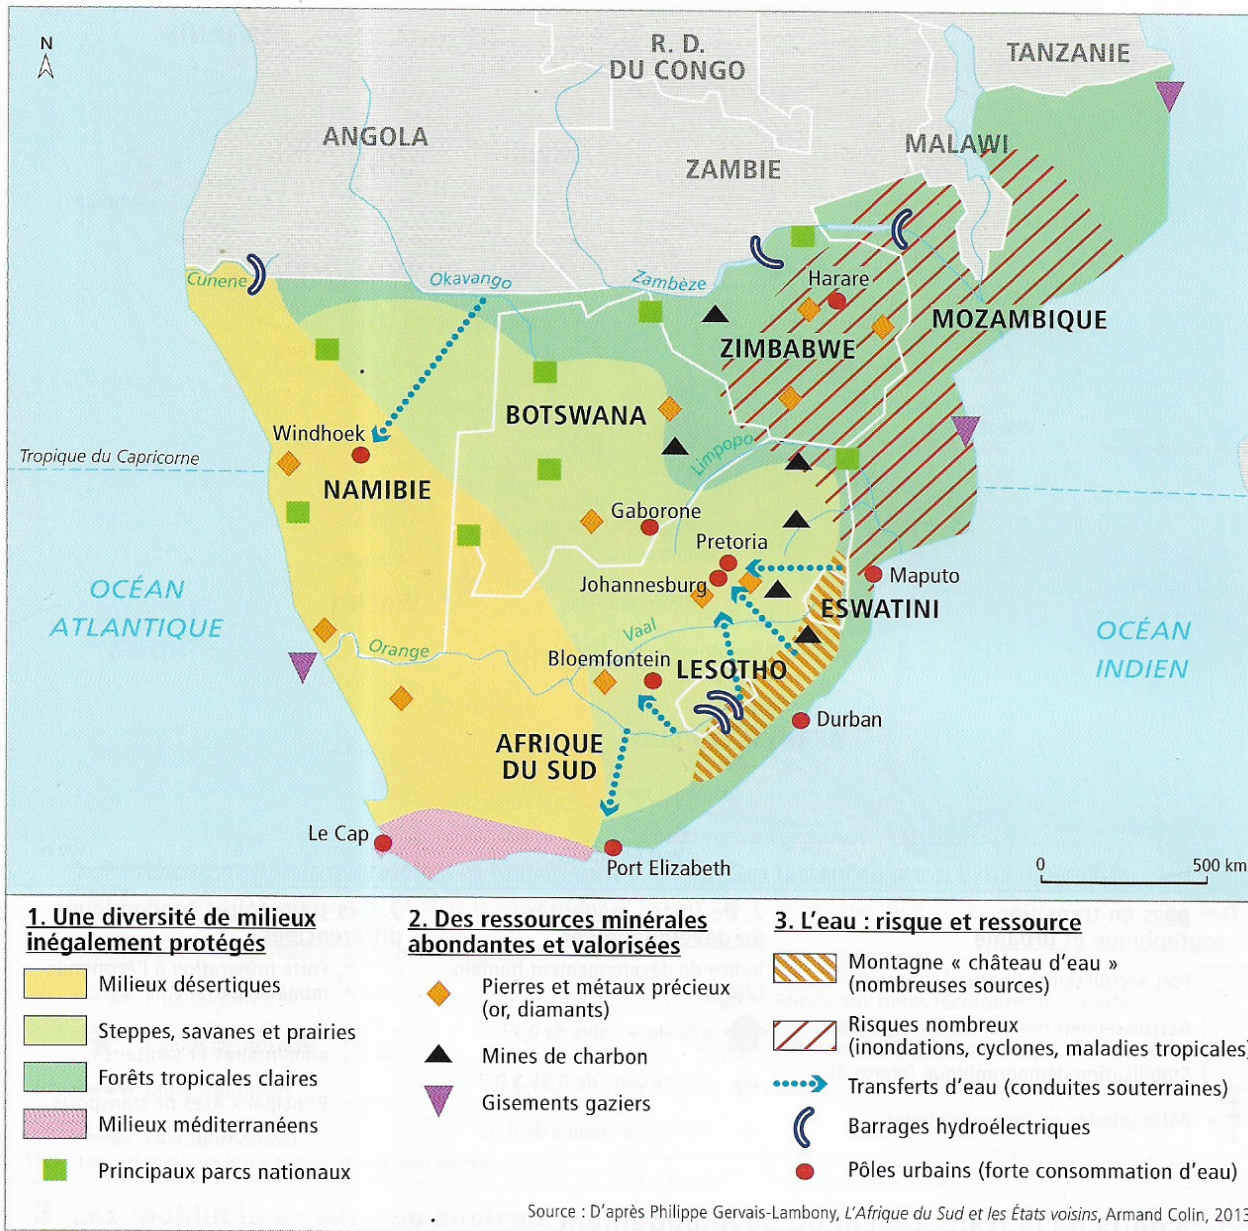 N
R. D.
DU CONGO
TANZANIE
ANGOLA
MALAWI
ZAMBIE
Cunene
Okavango
Zambèze
Harare
MOZAMBIQUE
ZIMBABWE
BOTSWANA
Windhoek
Limpopo
Tropique du Capricorne
NAMIBIE
Gaborone
Pretoria
Johannesburg
Maputo
OCÉAN
ATLANTIQUE
ESWATINI
Vaal
OCÉAN
INDIEN
Orange
Bloemfontein
LESOTHO
Durban
AFRIQUE
DU SUD
Le Cap
Port Elizabeth
0 500 km
1. Une diversité de milieux
inégalement protégés
Milieux désertiques
Steppes, savanes et prairies
Forêts tropicales claires
Milieux méditerranéens
Principaux parcs nationaux
2. Des ressources minérales
abondantes et valorisées
Pierres et métaux précieux
(or, diamants)
Mines de charbon
Gisements gaziers
3. L'eau : risque et ressource
Montagne « château d'eau »
(nombreuses sources)
Risques nombreux
(inondations, cyclones, maladies tropicales)
Transferts d'eau (conduites souterraines)
Barrages hydroélectriques
Pôles urbains (forte consommation d'eau)
Source : D'après Philippe Gervais-Lambony, L'Afrique du Sud et les États voisins, Armand Colin, 2013